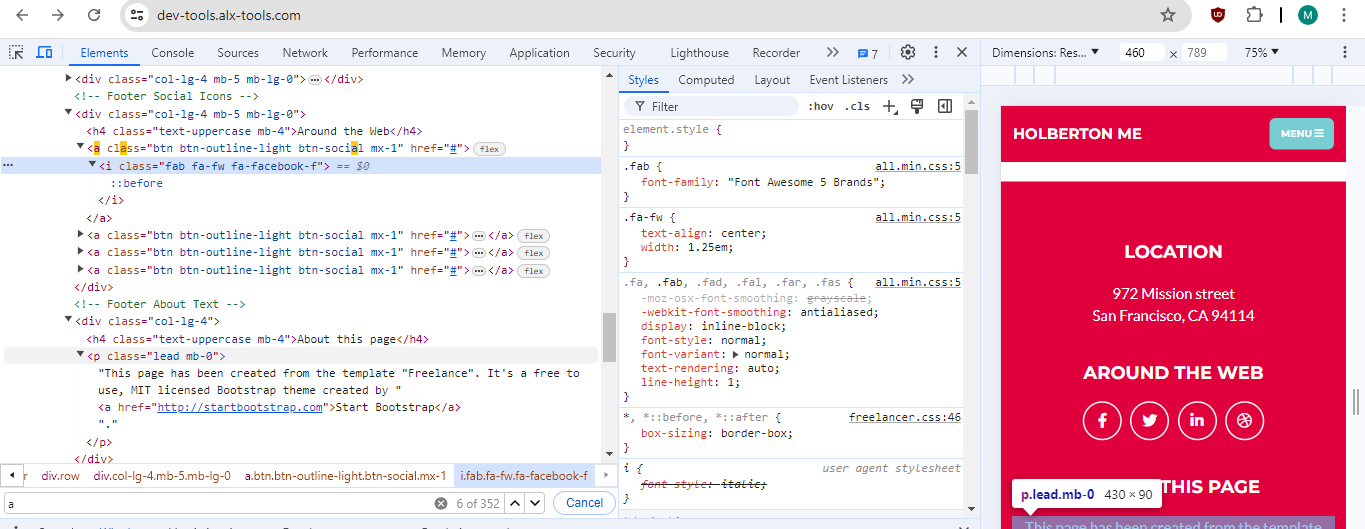 dev-tools.alx-tools.com
M
Elements Console Sources Network Performance Memory Application Security Lighthouse Recorder 7
Dimensions: Res... 460 × 789 75%
<div class="col-lg-4 mb-5 mb-lg-0"> ⋯ </div>
<!-- Footer Social Icons -->
<div class="col-lg-4 mb-5 mb-lg-0">
<h4 class="text-uppercase mb-4">Around the Web</h4>
<a class="btn btn-outline-light btn-social mx-1" href="#"> flex
<i class="fab fa-fw fa-facebook-f"> == $0
::before
</i>
</a>
<a class="btn btn-outline-light btn-social mx-1" href="#"> ⋯ </a> flex
<a class="btn btn-outline-light btn-social mx-1" href="#"> ⋯ </a> flex
<a class="btn btn-outline-light btn-social mx-1" href="#"> ⋯ </a> flex
</div>
<!-- Footer About Text -->
<div class="col-lg-4">
<h4 class="text-uppercase mb-4">About this page</h4>
<p class="lead mb-0">
"This page has been created from the template "Freelance". It's a free to
use, MIT licensed Bootstrap theme created by "
<a href="http://startbootstrap.com">Start Bootstrap</a>
"."
</p>
</div>
r div.row div.col-lg-4.mb-5.mb-lg-0 a.btn.btn-outline-light.btn-social.mx-1 i.fab.fa-fw.fa-facebook-f
a 6 of 352 Cancel
Styles Computed Layout Event Listeners
Filter :hov .cls
element.style {
}
.fab { all.min.css:5
font-family: "Font Awesome 5 Brands";
}
.fa-fw { all.min.css:5
text-align: center;
width: 1.25em;
}
.fa, .fab, .fad, .fal, .far, .fas { all.min.css:5
-moz-osx-font-smoothing: grayscale;
-webkit-font-smoothing: antialiased;
display: inline-block;
font-style: normal;
font-variant: normal;
text-rendering: auto;
line-height: 1;
}
*, *::before, *::after { freelancer.css:46
box-sizing: border-box;
}
i { user agent stylesheet
font-style: italic;
}
HOLBERTON ME
MENU
LOCATION
972 Mission street
San Francisco, CA 94114
AROUND THE WEB
THIS PAGE
p.lead.mb-0 430 × 90
This page has been created from the template